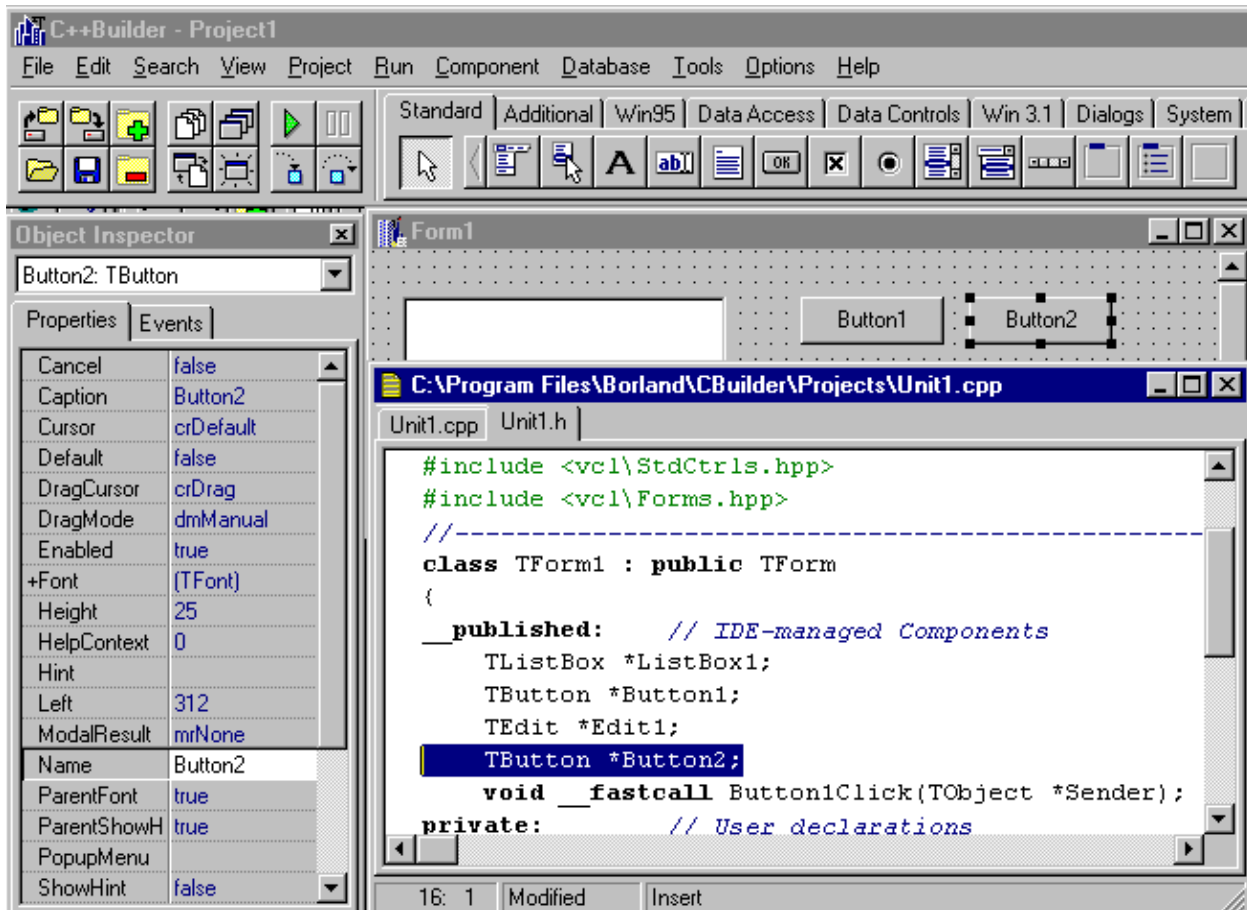 C++Builder - Project1
File Edit Search View Project Run Component Database Tools Options Help
Standard Additional Win95 Data Access Data Controls Win 3.1 Dialogs System
A ab OK
Object Inspector
Button2: TButton
Properties Events
Cancel false
Caption Button2
Cursor crDefault
Default false
DragCursor crDrag
DragMode dmManual
Enabled true
+Font (TFont)
Height 25
HelpContext 0
Hint
Left 312
ModalResult mrNone
Name Button2
ParentFont true
ParentShowH true
PopupMenu
ShowHint false
Form1
Button1 Button2
C:\Program Files\Borland\CBuilder\Projects\Unit1.cpp
Unit1.cpp Unit1.h
#include <vcl\StdCtrls.hpp>
#include <vcl\Forms.hpp>
//--------------------------------------------------
class TForm1 : public TForm
{
__published: // IDE-managed Components
TListBox *ListBox1;
TButton *Button1;
TEdit *Edit1;
TButton *Button2;
void __fastcall Button1Click(TObject *Sender);
private: // User declarations
16: 1 Modified Insert